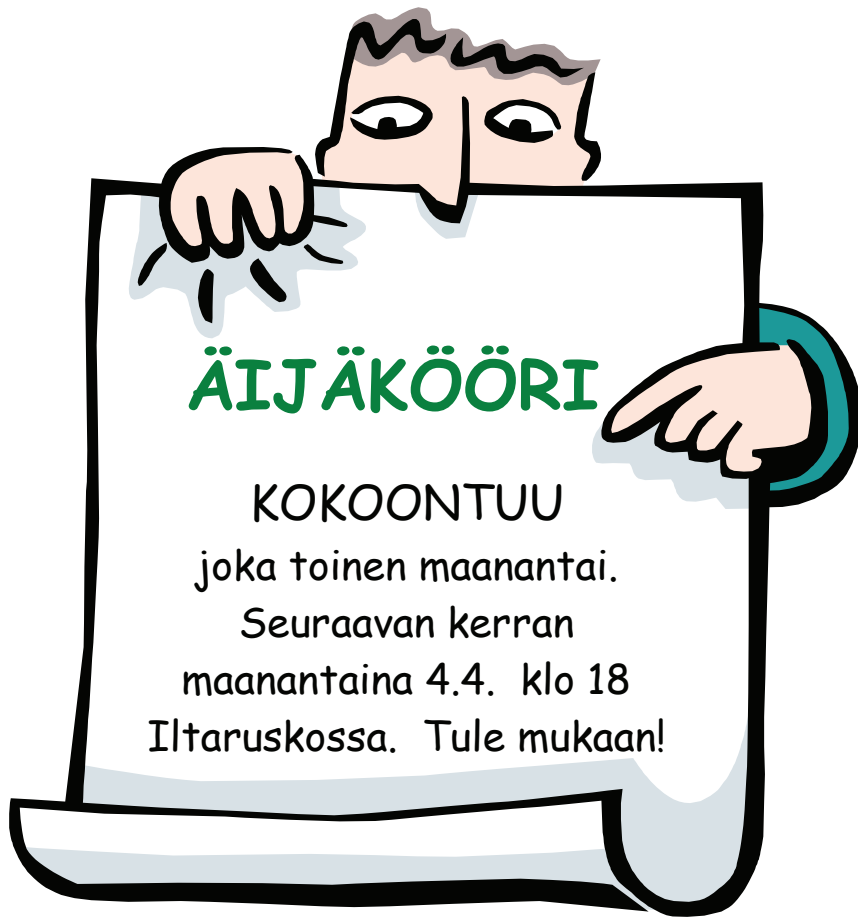 ÄIJÄKÖÖRI
KOKOONTUU
joka toinen maanantai.
Seuraavan kerran
maanantaina 4.4. klo 18
Iltaruskossa. Tule mukaan!